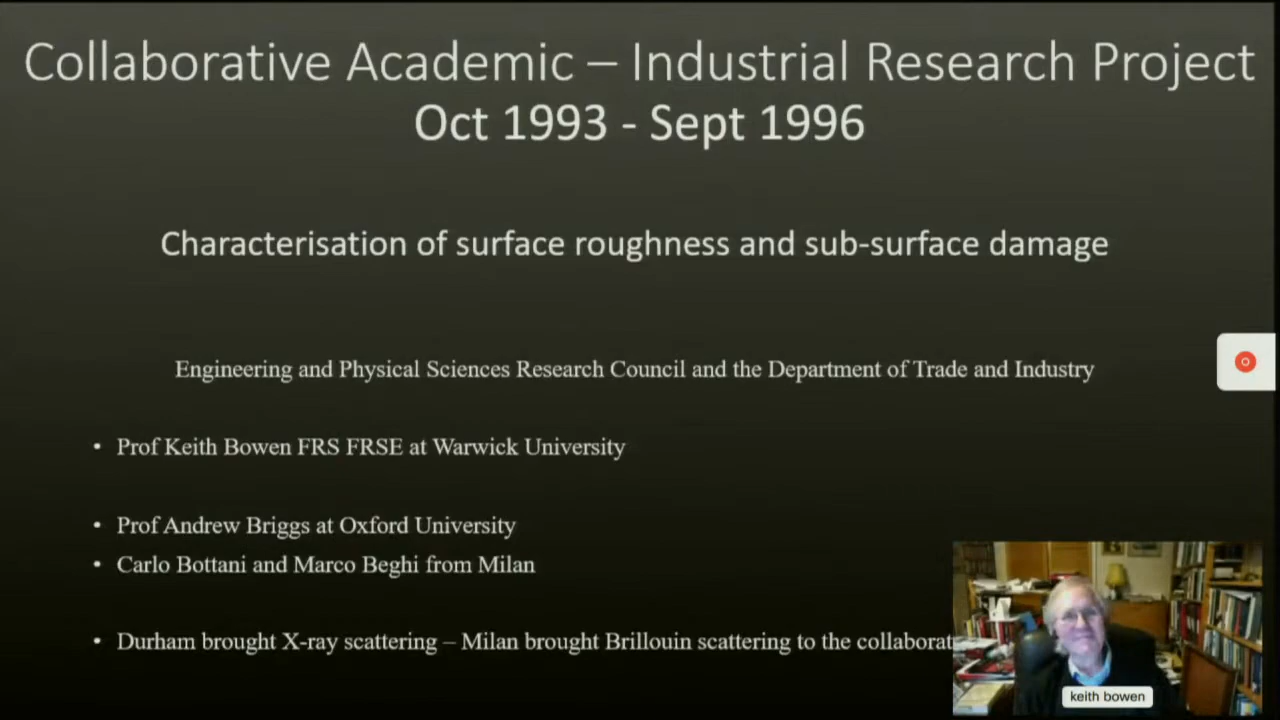 Collaborative Academic – Industrial Research Project
Oct 1993 - Sept 1996
Characterisation of surface roughness and sub-surface damage
Engineering and Physical Sciences Research Council and the Department of Trade and Industry
• Prof Keith Bowen FRS FRSE at Warwick University
• Prof Andrew Briggs at Oxford University
• Carlo Bottani and Marco Beghi from Milan
• Durham brought X-ray scattering – Milan brought Brillouin scattering to the
keith bowen